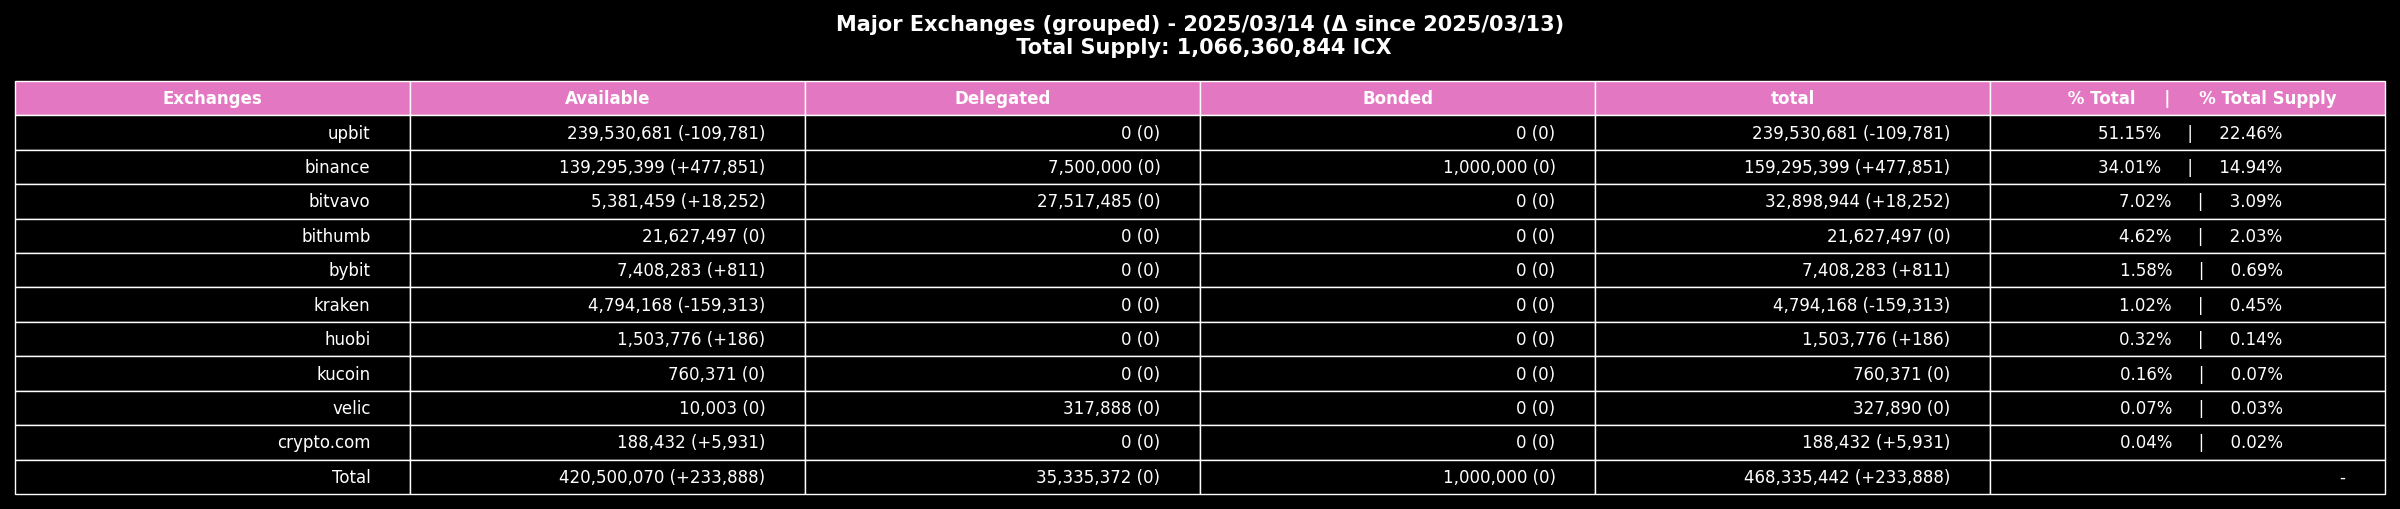 Major Exchanges (grouped) - 2025/03/14 (Δ since 2025/03/13)
Total Supply: 1,066,360,844 ICX
Exchanges Available Delegated Bonded total % Total | % Total Supply
upbit 239,530,681 (-109,781) 0 (0) 0 (0) 239,530,681 (-109,781) 51.15% | 22.46%
binance 139,295,399 (+477,851) 7,500,000 (0) 1,000,000 (0) 159,295,399 (+477,851) 34.01% | 14.94%
bitvavo 5,381,459 (+18,252) 27,517,485 (0) 0 (0) 32,898,944 (+18,252) 7.02% | 3.09%
bithumb 21,627,497 (0) 0 (0) 0 (0) 21,627,497 (0) 4.62% | 2.03%
bybit 7,408,283 (+811) 0 (0) 0 (0) 7,408,283 (+811) 1.58% | 0.69%
kraken 4,794,168 (-159,313) 0 (0) 0 (0) 4,794,168 (-159,313) 1.02% | 0.45%
huobi 1,503,776 (+186) 0 (0) 0 (0) 1,503,776 (+186) 0.32% | 0.14%
kucoin 760,371 (0) 0 (0) 0 (0) 760,371 (0) 0.16% | 0.07%
velic 10,003 (0) 317,888 (0) 0 (0) 327,890 (0) 0.07% | 0.03%
crypto.com 188,432 (+5,931) 0 (0) 0 (0) 188,432 (+5,931) 0.04% | 0.02%
Total 420,500,070 (+233,888) 35,335,372 (0) 1,000,000 (0) 468,335,442 (+233,888) -